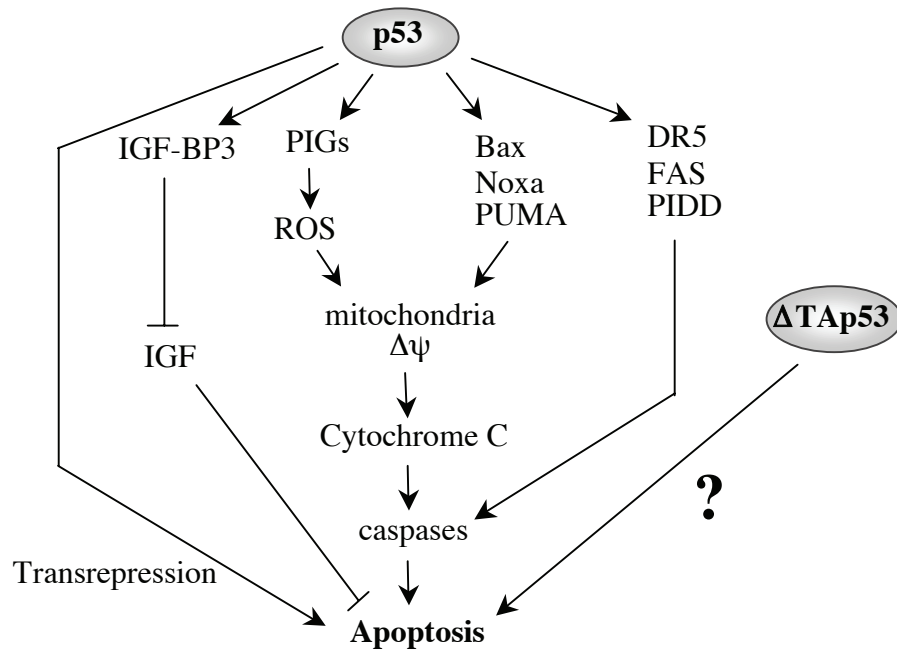 p53
IGF-BP3
PIGs
Bax
Noxa
PUMA
DR5
FAS
PIDD
ROS
mitochondria
Δψ
ΔTAp53
IGF
Cytochrome C
?
caspases
Transrepression
Apoptosis